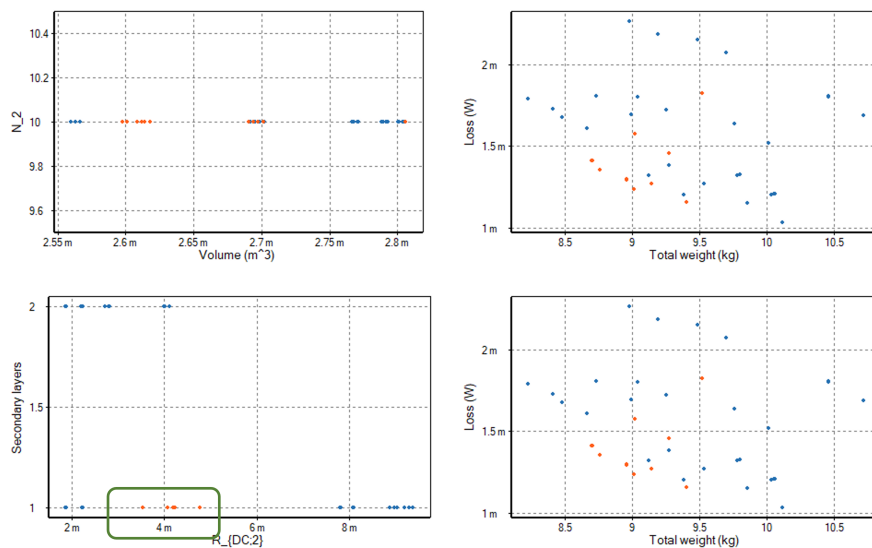 10.4
10.2
10
9.8
9.6
N_2
2.55 m
2.6 m
2.65 m
2.7 m
2.75 m
2.8 m
Volume (m^3)
2 m
1.5 m
1 m
Loss (W)
8.5
9
9.5
10
10.5
Total weight (kg)
2
1.5
1
Secondary layers
2 m
4 m
6 m
8 m
R_{DC;2}
2 m
1.5 m
1 m
Loss (W)
8.5
9
9.5
10
10.5
Total weight (kg)